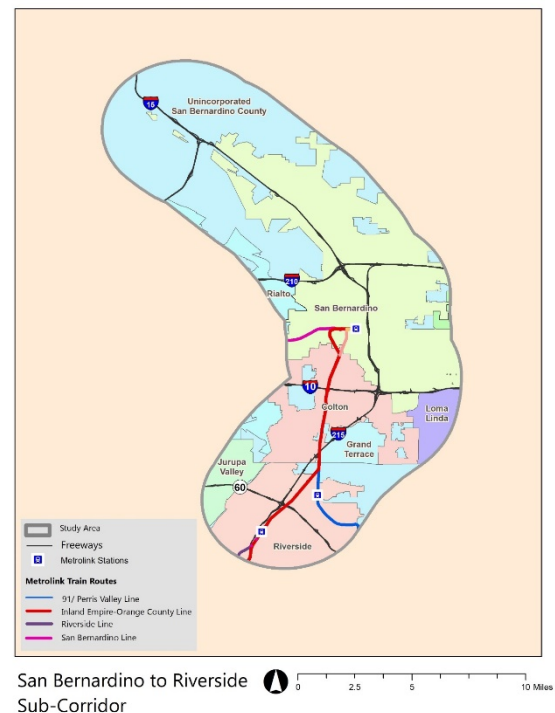 15
Unincorporated
San Bernardino County
210
Rialto
San Bernardino
10
Colton
Loma
Linda
215
Grand
Terrace
Jurupa
Valley
60
Riverside
Study Area
Freeways
Metrolink Stations
Metrolink Train Routes
91/ Perris Valley Line
Inland Empire-Orange County Line
Riverside Line
San Bernardino Line
San Bernardino to Riverside
Sub-Corridor
0 2.5 5 10 Miles